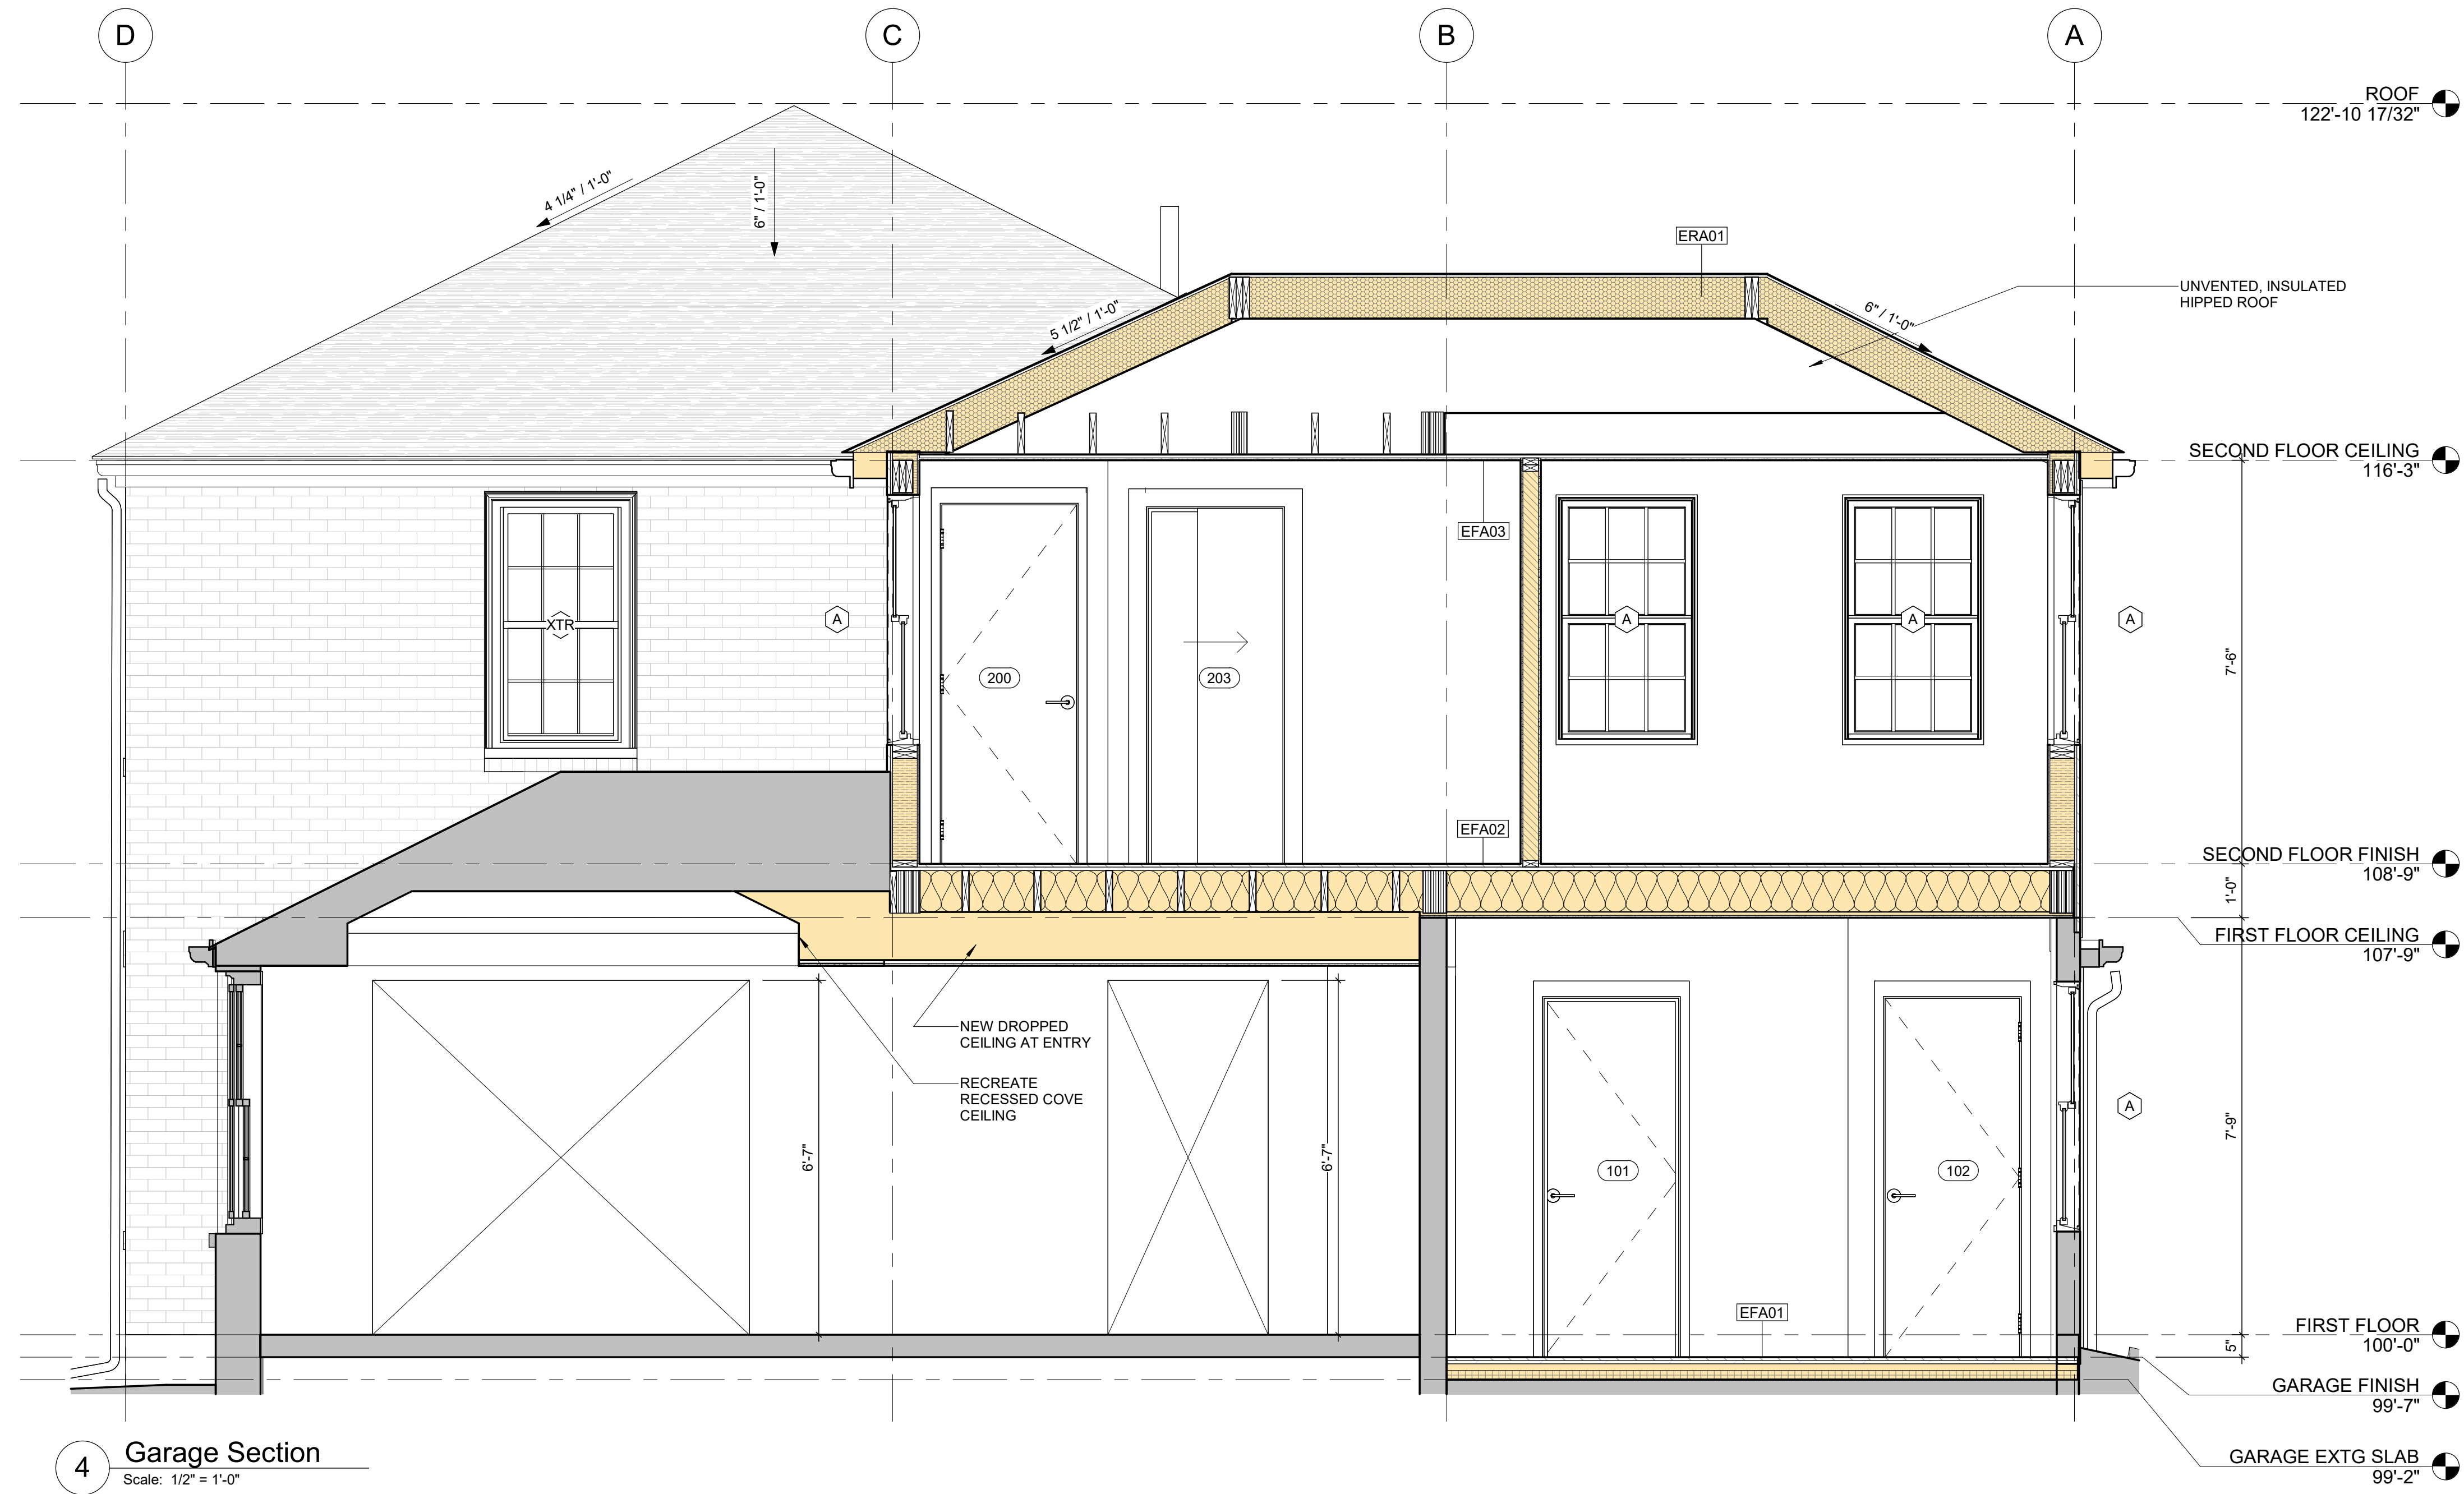 D
C
B
A
ROOF
122'-10 17/32"
4 1/4" / 1'-0"
6" / 1'-0"
ERA01
UNVENTED, INSULATED
HIPPED ROOF
5 1/2" / 1'-0"
6" / 1'-0"
SECOND FLOOR CEILING
116'-3"
EFA03
XTR
A
A
A
A
7'-6"
200
203
EFA02
SECOND FLOOR FINISH
108'-9"
1'-0"
FIRST FLOOR CEILING
107'-9"
NEW DROPPED
CEILING AT ENTRY
RECREATE
RECESSED COVE
CEILING
A
7'-9"
6'-7"
6'-7"
101
102
EFA01
FIRST FLOOR
100'-0"
5"
GARAGE FINISH
99'-7"
GARAGE EXTG SLAB
99'-2"
4
Garage Section
Scale: 1/2" = 1'-0"